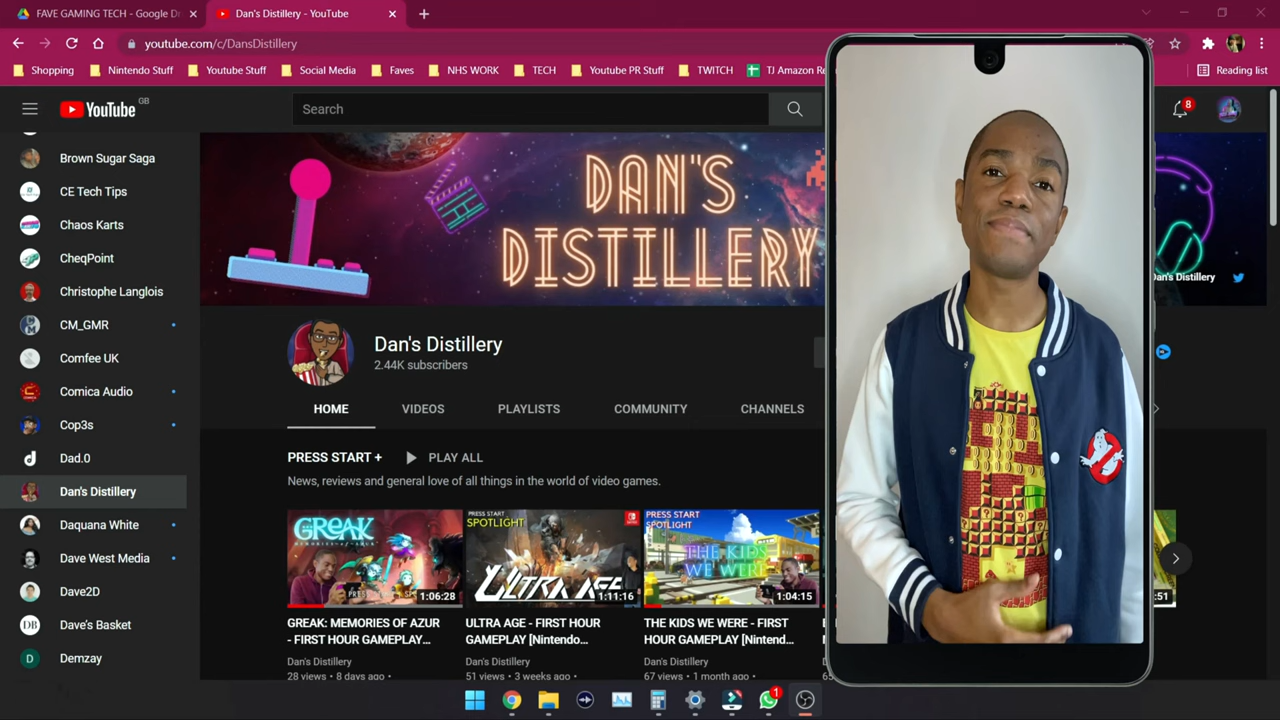 FAVE GAMING TECH - Google Dr
Dan's Distillery - YouTube
youtube.com/c/DansDistillery
Shopping
Nintendo Stuff
Youtube Stuff
Social Media
Faves
NHS WORK
TECH
Youtube PR Stuff
TWITCH
TJ Amazon Re
Reading list
YouTube
GB
Search
8
Brown Sugar Saga
CE Tech Tips
Chaos Karts
CheqPoint
Christophe Langlois
CM_GMR
Comfee UK
Comica Audio
Cop3s
Dad.0
Dan's Distillery
Daquana White
Dave West Media
Dave2D
Dave's Basket
Demzay
DAN'S
DISTILLERY
Dan's Distillery
Dan's Distillery
2.44K subscribers
HOME
VIDEOS
PLAYLISTS
COMMUNITY
CHANNELS
PRESS START +
PLAY ALL
News, reviews and general love of all things in the world of video games.
GREAK
1:06:28
PRESS START
SPOTLIGHT
ULTRA AGE
1:11:16
PRESS START
SPOTLIGHT
THE KIDS
WE WERE
1:04:15
:51
GREAK: MEMORIES OF AZUR
- FIRST HOUR GAMEPLAY...
Dan's Distillery
28 views • 8 days ago
ULTRA AGE - FIRST HOUR
GAMEPLAY [Nintendo...
Dan's Distillery
51 views • 3 weeks ago
THE KIDS WE WERE - FIRST
HOUR GAMEPLAY [Nintend...
Dan's Distillery
67 views • 1 month ago
1